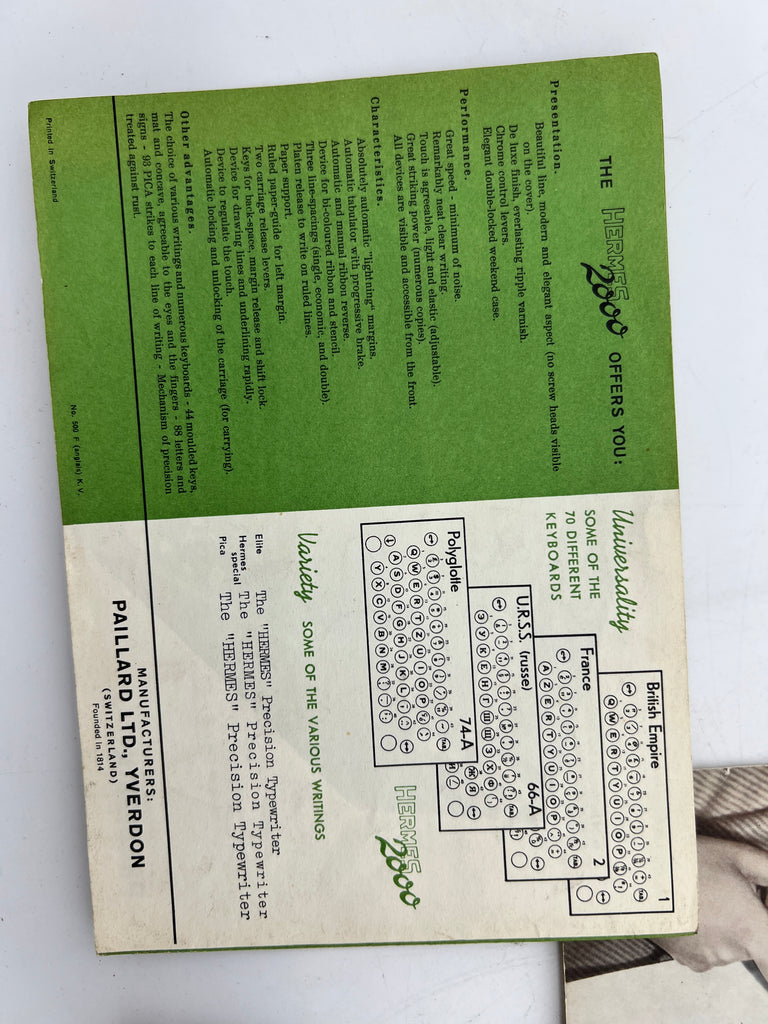 THE HERMES 2000 OFFERS YOU:
Presentation.
Beautiful line, modern and elegant aspect (no screw heads visible
on the cover).
De luxe finish, everlasting ripple varnish.
Chrome control levers.
Elegant double-locked weekend case.
Performance.
Great speed - minimum of noise.
Remarkably neat clear writing.
Touch is agreeable, light and elastic (adjustable).
Great striking power (numerous copies).
All devices are visible and accessible from the front.
Characteristics.
Absolutely automatic "lightning" margins.
Automatic tabulator with progressive brake.
Automatic and manual ribbon reverse.
Device for bi-coloured ribbon and stencil.
Three line-spacings (single, economic, and double).
Platen release to write on ruled lines.
Paper support.
Ruled paper-guide for left margin.
Two carriage release levers.
Keys for back-space, margin release and shift lock.
Device for drawing lines and underlining rapidly.
Device to regulate the touch.
Automatic locking and unlocking of the carriage (for carrying).
Other advantages.
The choice of various writings and numerous keyboards - 44 moulded keys,
mat and concave, agreeable to the eyes and the fingers - 88 letters and
signs - 93 PICA strikes to each line of writing - Mechanism of precision
treated against rust.
Printed in Switzerland
No. 500 F (anglais) K. V.
Universality
SOME OF THE
70 DIFFERENT
KEYBOARDS
British Empire 1
Q W E R T Y U I O P
France 2
A Z E R T Y U I O P
U.R.S.S. (russe) 66-A
Э У К Е Н Г Ш Щ З Х
Ж Я
Polyglotte 74-A
Q W E R T Z U I O P
A S D F G H J K L
Y X C V B N M
HERMES 2000
Variety SOME OF THE VARIOUS WRITINGS
Elite The "HERMES" Precision Typewriter
Hermes special The "HERMES" Precision Typewriter
Pica The "HERMES" Precision Typewriter
MANUFACTURERS:
PAILLARD LTD., YVERDON
(SWITZERLAND)
Founded in 1814